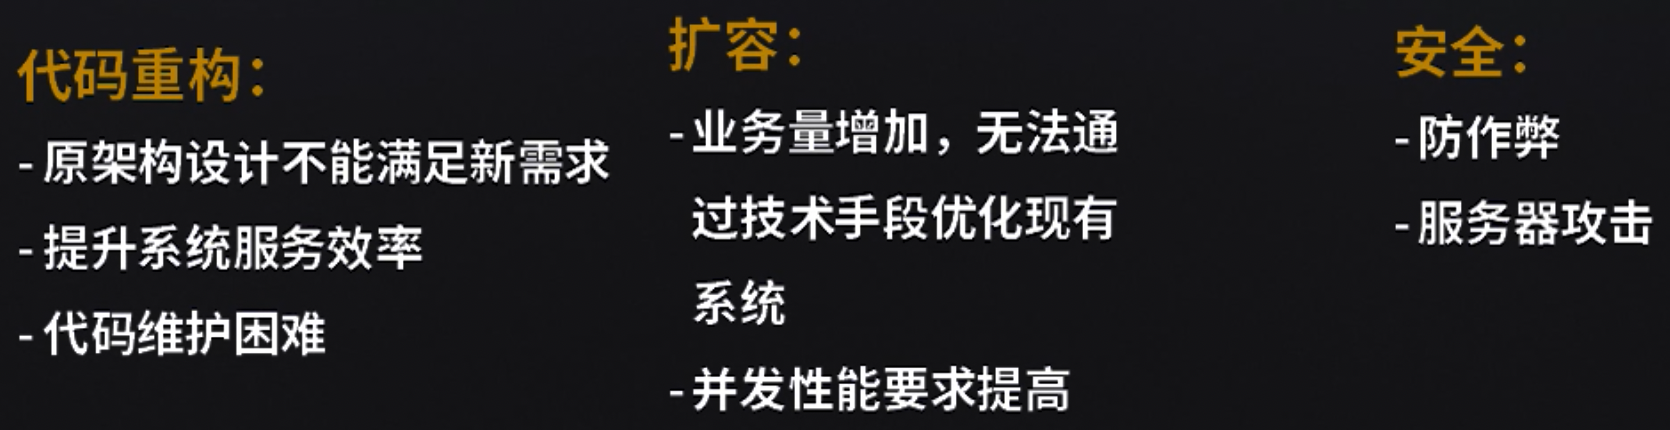 代码重构：
-原架构设计不能满足新需求
-提升系统服务效率
-代码维护困难
扩容：
-业务量增加，无法通
过技术手段优化现有
系统
-并发性能要求提高
安全：
-防作弊
-服务器攻击